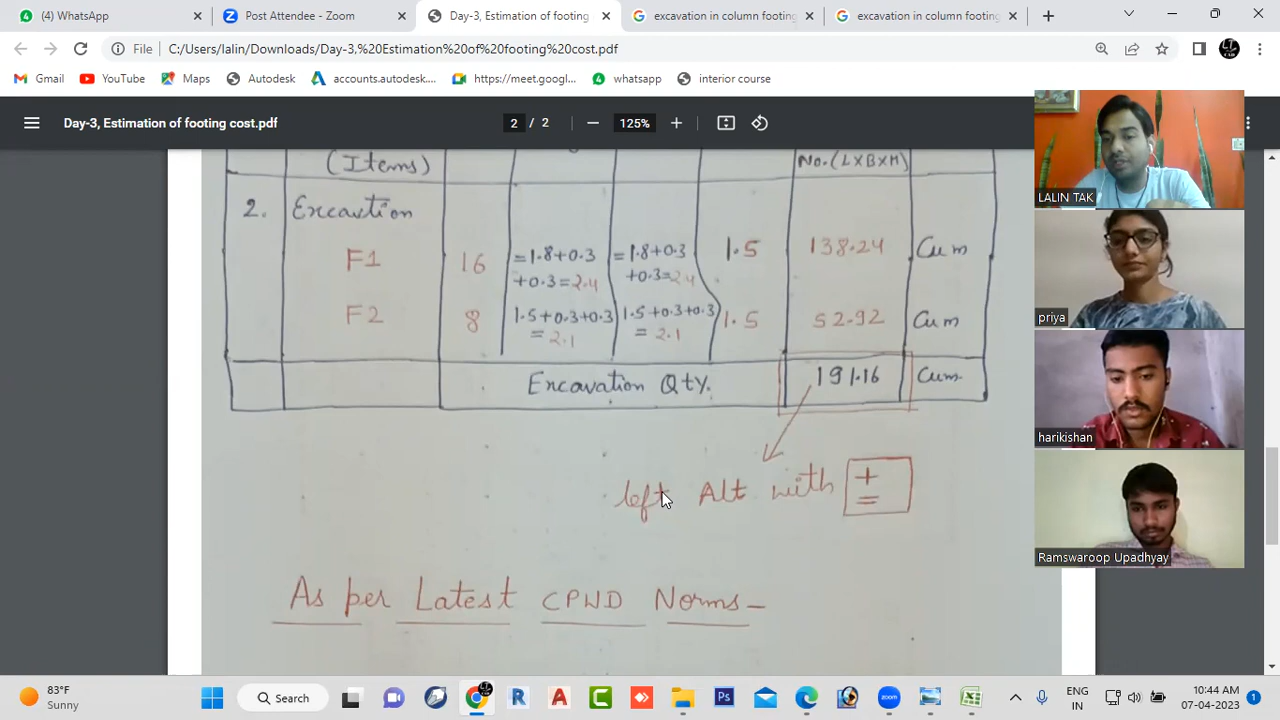 (4) WhatsApp
Post Attendee - Zoom
Day-3, Estimation of footing
excavation in column footing
excavation in column footing
File
C:/Users/lalin/Downloads/Day-3,%20Estimation%20of%20footing%20cost.pdf
Gmail
YouTube
Maps
Autodesk
accounts.autodesk....
https://meet.googl...
whatsapp
interior course
Day-3, Estimation of footing cost.pdf
2 / 2
125%
(Items) No.(LXBXH)
2. Excavtion
F1 16 =1.8+0.3 =1.8+0.3 1.5 138.24 Cum
+0.3=2.4 +0.3=2.4
F2 8 1.5+0.3+0.3 1.5+0.3+0.3 1.5 52.92 Cum
=2.1 =2.1
Excavation Qty. 191.16 Cum.
left Alt with + =
As per Latest CPWD Norms-
LALIN TAK
priya
harikishan
Ramswaroop Upadhyay
83°F
Sunny
Search
ENG
IN
10:44 AM
07-04-2023
1